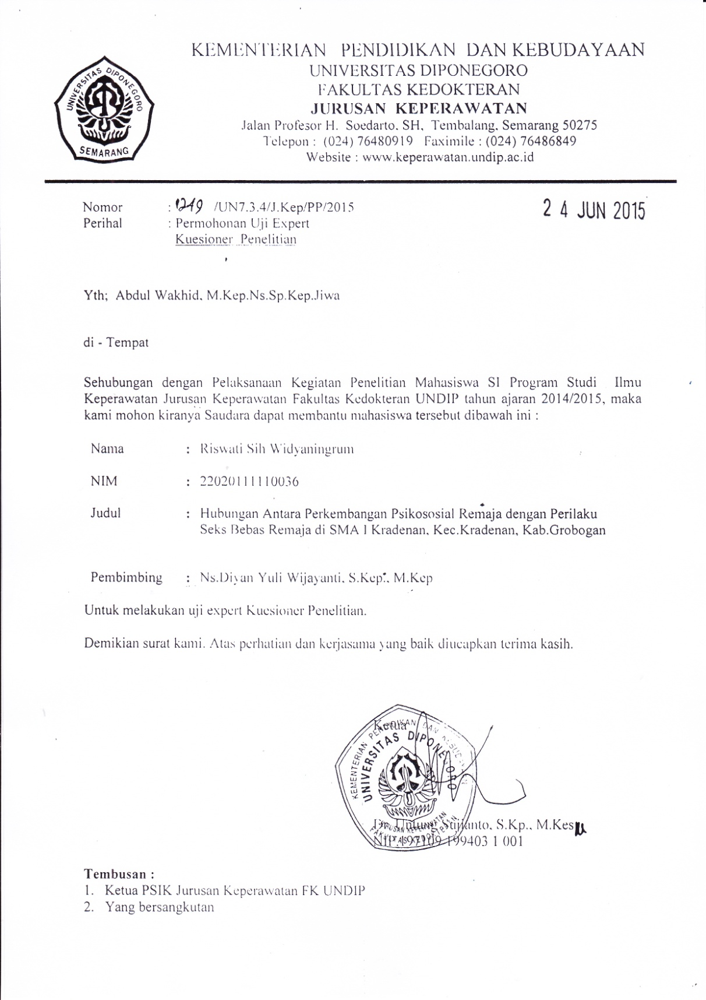 KEMENTERIAN PENDIDIKAN DAN KEBUDAYAAN
UNIVERSITAS DIPONEGORO
FAKULTAS KEDOKTERAN
JURUSAN KEPERAWATAN
Jalan Profesor H. Soedarto, SH, Tembalang, Semarang 50275
Telepon : (024) 76480919 Faximile : (024) 76486849
Website : www.keperawatan.undip.ac.id
UNIVERSITAS DIPONEGORO
SEMARANG
Nomor : 1249 /UN7.3.4/J.Kep/PP/2015
24 JUN 2015
Perihal : Permohonan Uji Expert
Kuesioner Penelitian
Yth; Abdul Wakhid, M.Kep.Ns.Sp.Kep.Jiwa
di - Tempat
Sehubungan dengan Pelaksanaan Kegiatan Penelitian Mahasiswa S1 Program Studi Ilmu
Keperawatan Jurusan Keperawatan Fakultas Kedokteran UNDIP tahun ajaran 2014/2015, maka
kami mohon kiranya Saudara dapat membantu mahasiswa tersebut dibawah ini :
Nama : Riswati Sih Widyaningrum
NIM : 22020111110036
Judul : Hubungan Antara Perkembangan Psikososial Remaja dengan Perilaku
Seks Bebas Remaja di SMA 1 Kradenan, Kec.Kradenan, Kab.Grobogan
Pembimbing : Ns.Diyan Yuli Wijayanti, S.Kep., M.Kep
Untuk melakukan uji expert Kuesioner Penelitian.
Demikian surat kami. Atas perhatian dan kerjasama yang baik diucapkan terima kasih.
Ketua
KEMENTERIAN PENDIDIKAN DAN KEBUDAYAAN
UNIVERSITAS DIPONEGORO
JURUSAN KEPERAWATAN
FAKULTAS KEDOKTERAN
Sujianto, S.Kp., M.Kes
199403 1 001
Tembusan :
1. Ketua PSIK Jurusan Keperawatan FK UNDIP
2. Yang bersangkutan